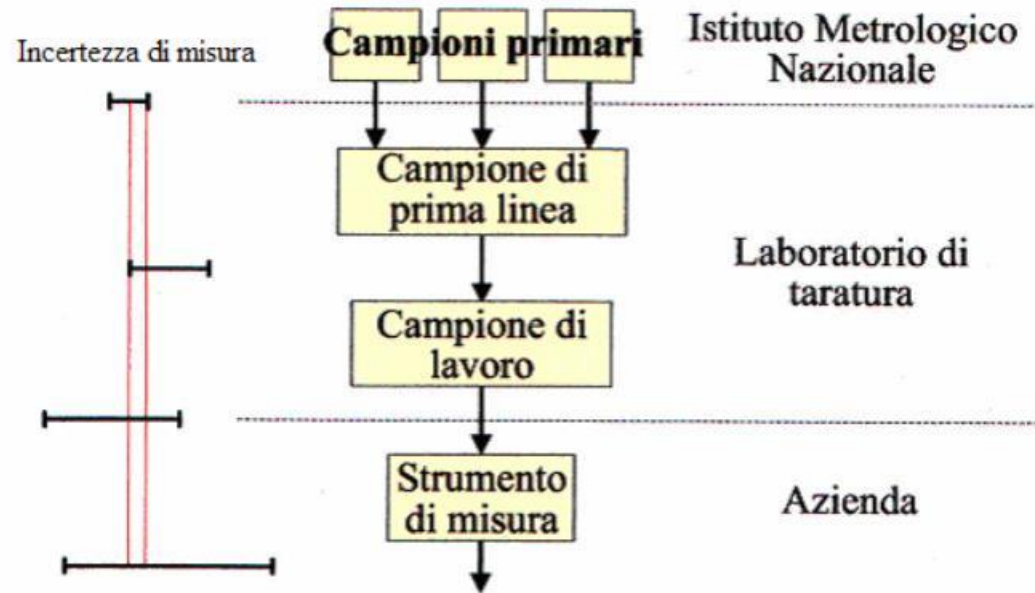 Incertezza di misura
Campioni primari
Istituto Metrologico
Nazionale
Campione di
prima linea
Laboratorio di
taratura
Campione di
lavoro
Strumento
di misura
Azienda